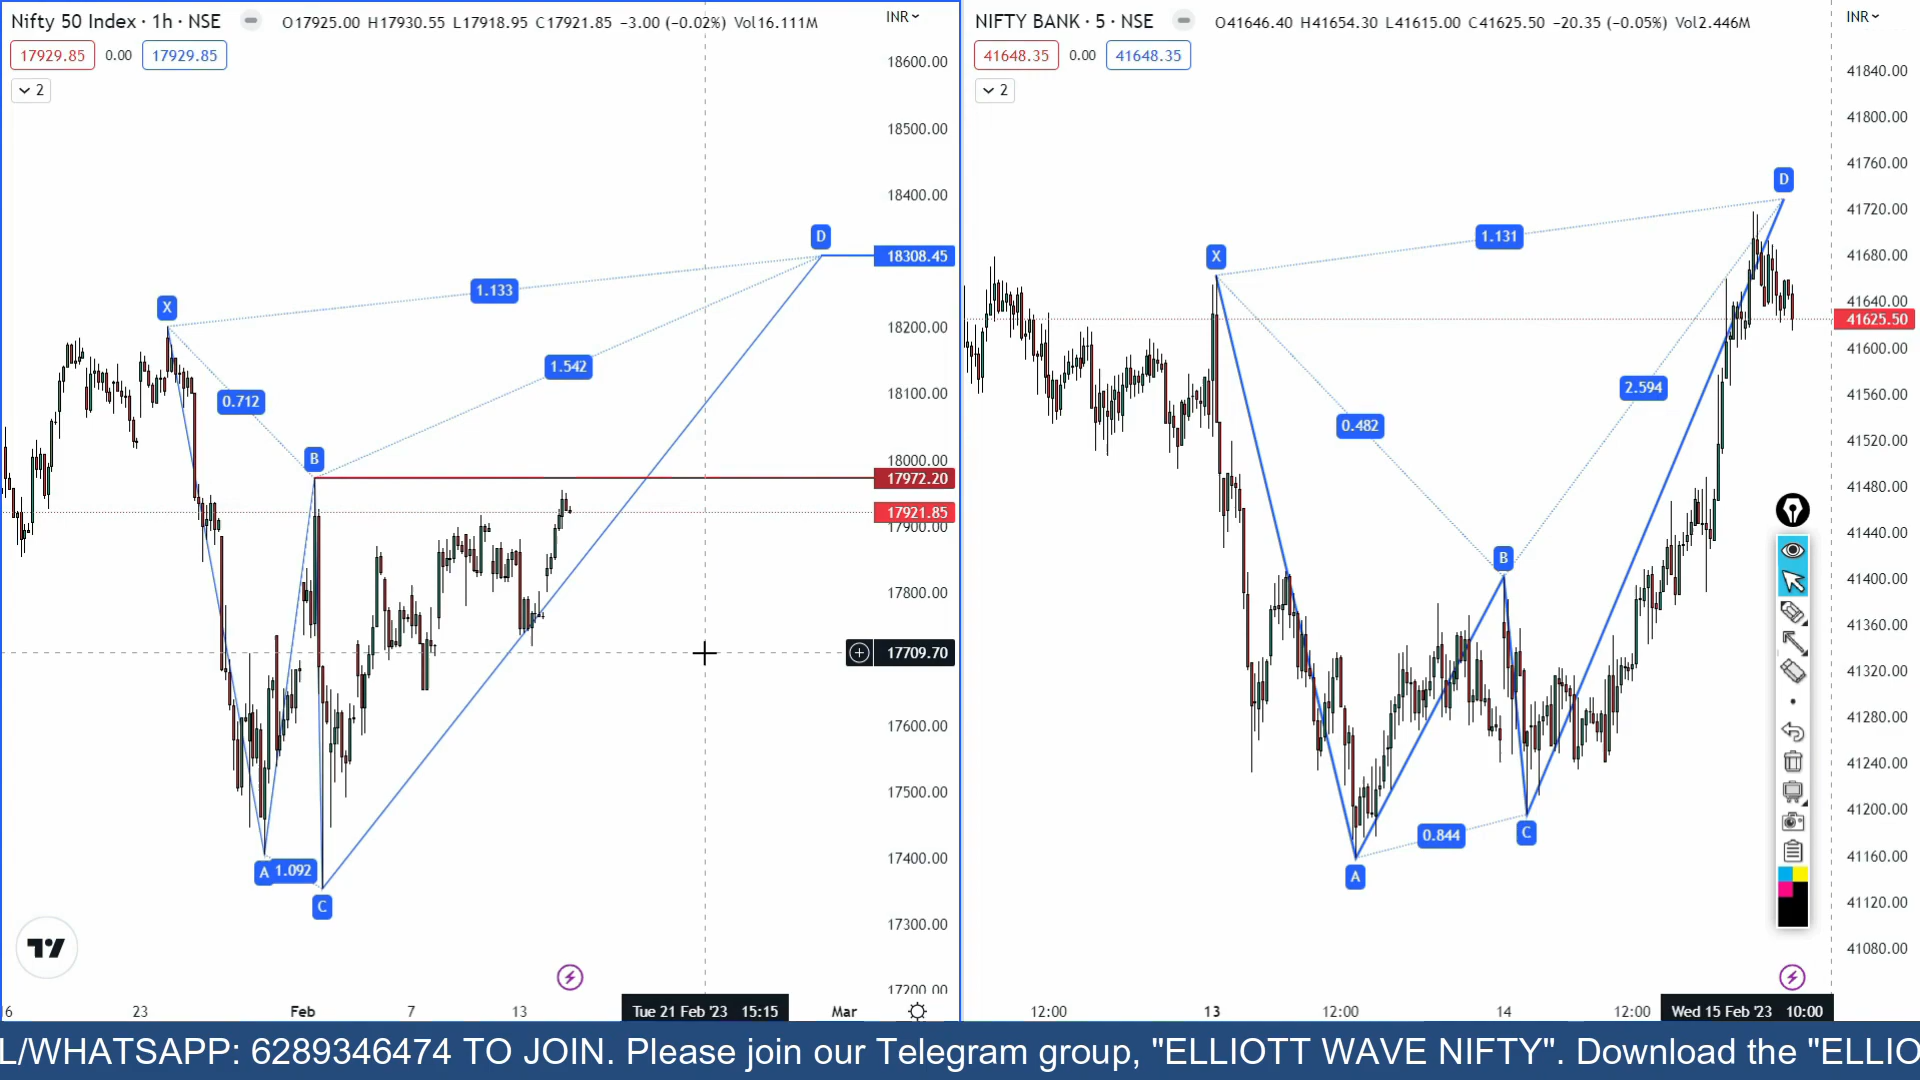 Nifty 50 Index · 1h · NSE
O17925.00 H17930.55 L17918.95 C17921.85 −3.00 (−0.02%) Vol16.111M
INR
17929.85 0.00 17929.85
2
18600.00
18500.00
18400.00
D
18308.45
1.133
X
18200.00
1.542
0.712
18100.00
B
18000.00
17972.20
17921.85
17900.00
17800.00
17709.70
17600.00
17500.00
17400.00
A 1.092
C
17300.00
17200.00
16 23 Feb 7 13 Tue 21 Feb '23 15:15 Mar
NIFTY BANK · 5 · NSE
O41646.40 H41654.30 L41615.00 C41625.50 −20.35 (−0.05%) Vol2.446M
INR
41648.35 0.00 41648.35
2
41840.00
41800.00
41760.00
D
41720.00
1.131
X
41680.00
41640.00
41625.50
41600.00
2.594
41560.00
0.482
41520.00
41480.00
41440.00
B
41400.00
41360.00
41320.00
41280.00
41240.00
41200.00
0.844
C
41160.00
A
41120.00
41080.00
12:00 13 12:00 14 12:00 Wed 15 Feb '23 10:00
L/WHATSAPP: 6289346474 TO JOIN. Please join our Telegram group, "ELLIOTT WAVE NIFTY". Download the "ELLIO